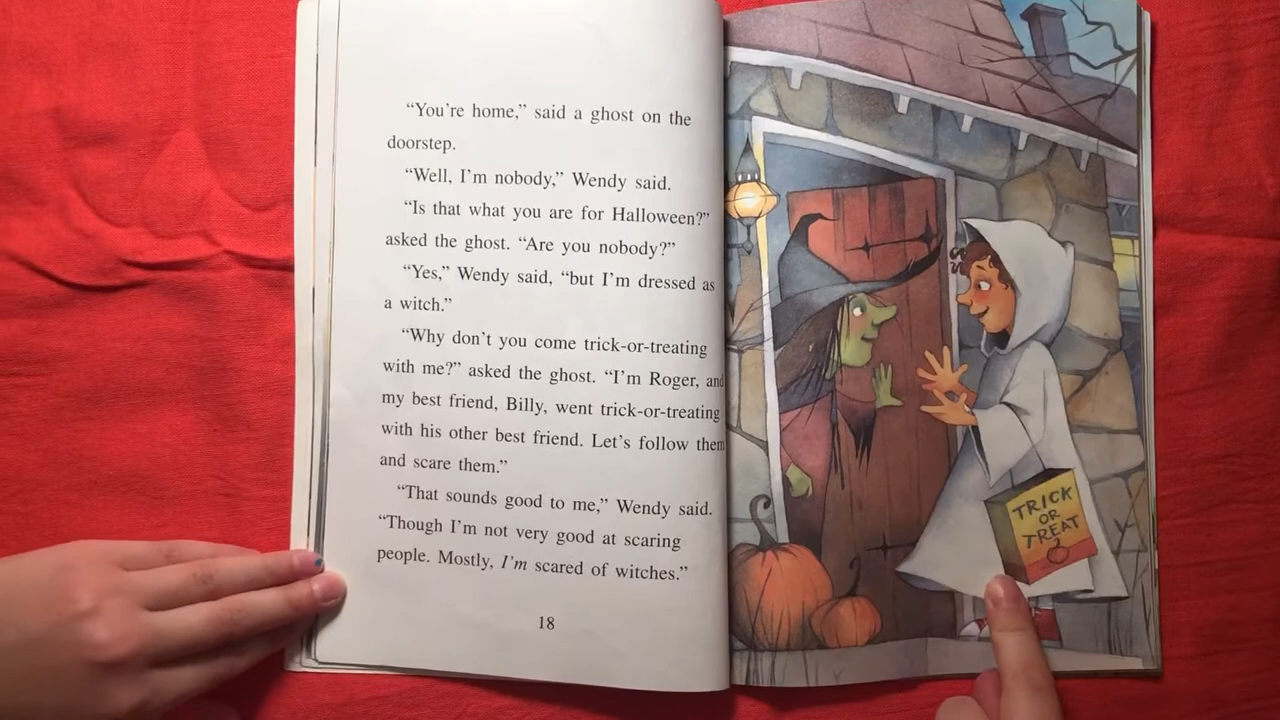 “You’re home,” said a ghost on the
doorstep.
“Well, I’m nobody,” Wendy said.
“Is that what you are for Halloween?”
asked the ghost. “Are you nobody?”
“Yes,” Wendy said, “but I’m dressed as
a witch.”
“Why don’t you come trick-or-treating
with me?” asked the ghost. “I’m Roger, and
my best friend, Billy, went trick-or-treating
with his other best friend. Let’s follow them
and scare them.”
“That sounds good to me,” Wendy said.
“Though I’m not very good at scaring
people. Mostly, I’m scared of witches.”
18
TRICK
OR
TREAT